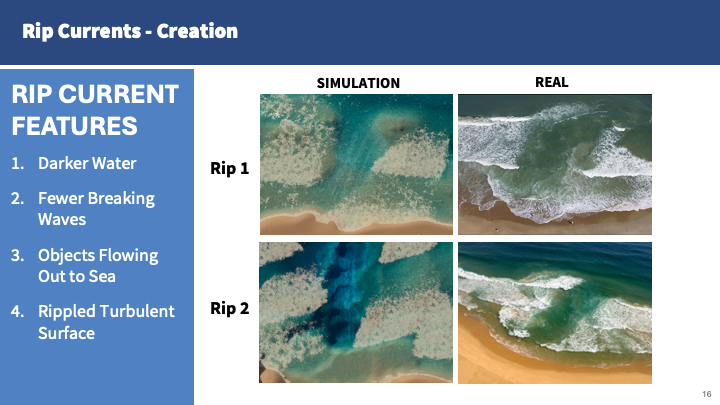 Rip Currents - Creation
RIP CURRENT
FEATURES
1. Darker Water
2. Fewer Breaking
Waves
3. Objects Flowing
Out to Sea
4. Rippled Turbulent
Surface
SIMULATION
REAL
Rip 1
Rip 2
16